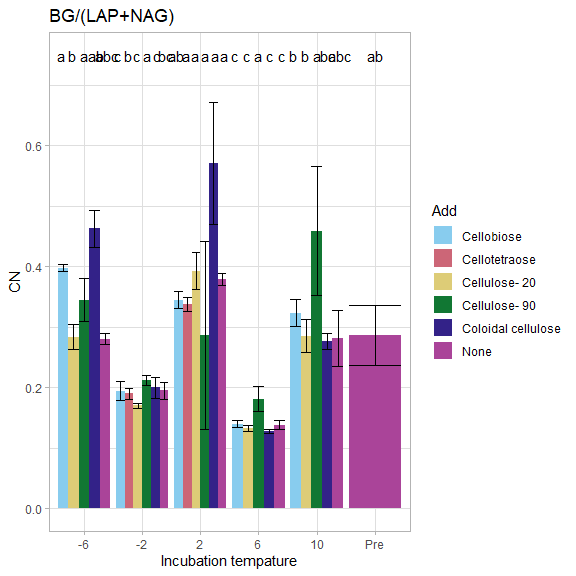 BG/(LAP+NAG)
CN
0.6
0.4
0.2
0.0
-6
-2
2
6
10
Pre
Incubation tempature
Add
Cellobiose
Cellotetraose
Cellulose- 20
Cellulose- 90
Coloidal cellulose
None